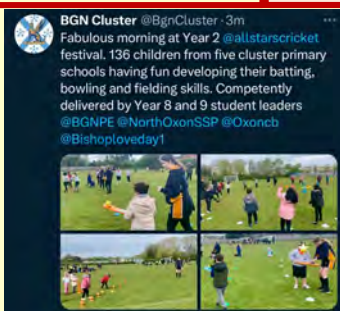 BGN Cluster @BgnCluster · 3m
Fabulous morning at Year 2 @allstarscricket
festival. 136 children from five cluster primary
schools having fun developing their batting,
bowling and fielding skills. Competently
delivered by Year 8 and 9 student leaders
@BGNPE @NorthOxonSSP @Oxoncb
@Bishoploveday1